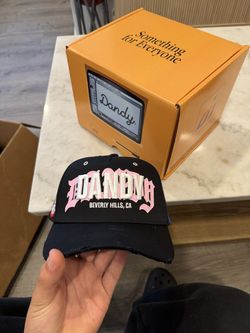 Something
for Everyone
Dandy
DANDY
BEVERLY HILLS, CA